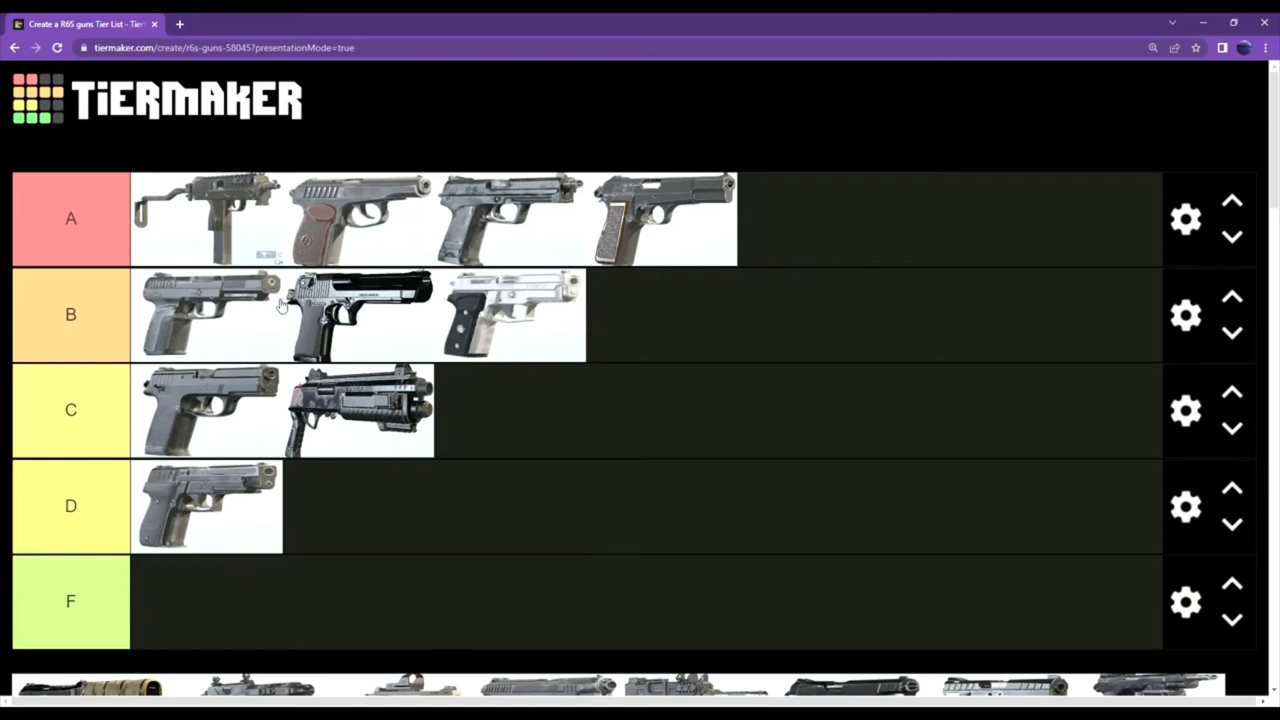 Create a R6S guns Tier List - Tier
tiermaker.com/create/r6s-guns-58045?presentationMode=true
TiERMAKER
A
B
C
D
F